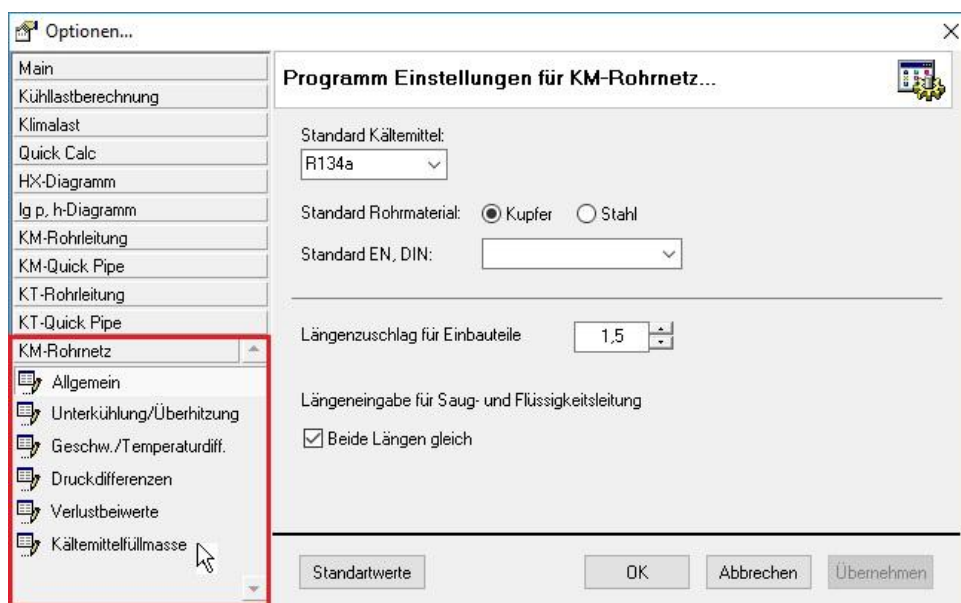 Optionen...
Main
Kühllastberechnung
Klimalast
Quick Calc
HX-Diagramm
lg p, h-Diagramm
KM-Rohrleitung
KM-Quick Pipe
KT-Rohrleitung
KT-Quick Pipe
KM-Rohrnetz
Allgemein
Unterkühlung/Überhitzung
Geschw./Temperaturdiff.
Druckdifferenzen
Verlustbeiwerte
Kältemittelfüllmasse
Programm Einstellungen für KM-Rohrnetz...
Standard Kältemittel:
R134a
Standard Rohrmaterial: Kupfer Stahl
Standard EN, DIN:
Längenzuschlag für Einbauteile 1,5
Längeneingabe für Saug- und Flüssigkeitsleitung
Beide Längen gleich
Standartwerte OK Abbrechen Übernehmen